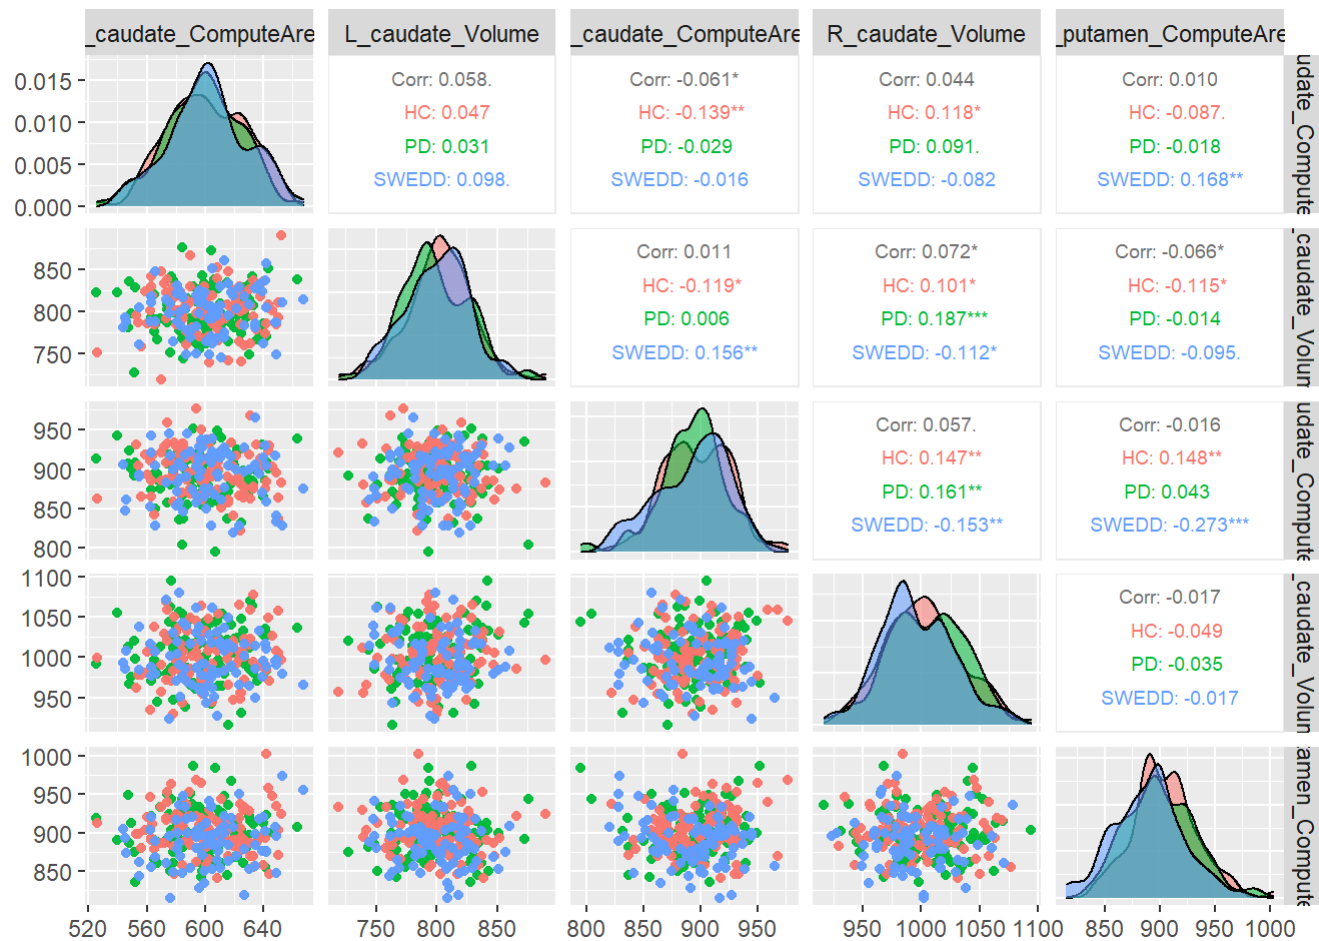 _caudate_ComputeAre
L_caudate_Volume
_caudate_ComputeAre
R_caudate_Volume
_putamen_ComputeAre
0.015
0.010
0.005
0.000
Corr: 0.058.
HC: 0.047
PD: 0.031
SWEDD: 0.098.
Corr: -0.061*
HC: -0.139**
PD: -0.029
SWEDD: -0.016
Corr: 0.044
HC: 0.118*
PD: 0.091.
SWEDD: -0.082
Corr: 0.010
HC: -0.087.
PD: -0.018
SWEDD: 0.168**
udate_Compute
850
800
750
Corr: 0.011
HC: -0.119*
PD: 0.006
SWEDD: 0.156**
Corr: 0.072*
HC: 0.101*
PD: 0.187***
SWEDD: -0.112*
Corr: -0.066*
HC: -0.115*
PD: -0.014
SWEDD: -0.095.
_caudate_Volun
950
900
850
800
Corr: 0.057.
HC: 0.147**
PD: 0.161**
SWEDD: -0.153**
Corr: -0.016
HC: 0.148**
PD: 0.043
SWEDD: -0.273***
udate_Compute
1100
1050
1000
950
Corr: -0.017
HC: -0.049
PD: -0.035
SWEDD: -0.017
_caudate_Volun
1000
950
900
850
tamen_Compute
520 560 600 640
750 800 850
800 850 900 950
950 1000 1050 1100
850 900 950 1000